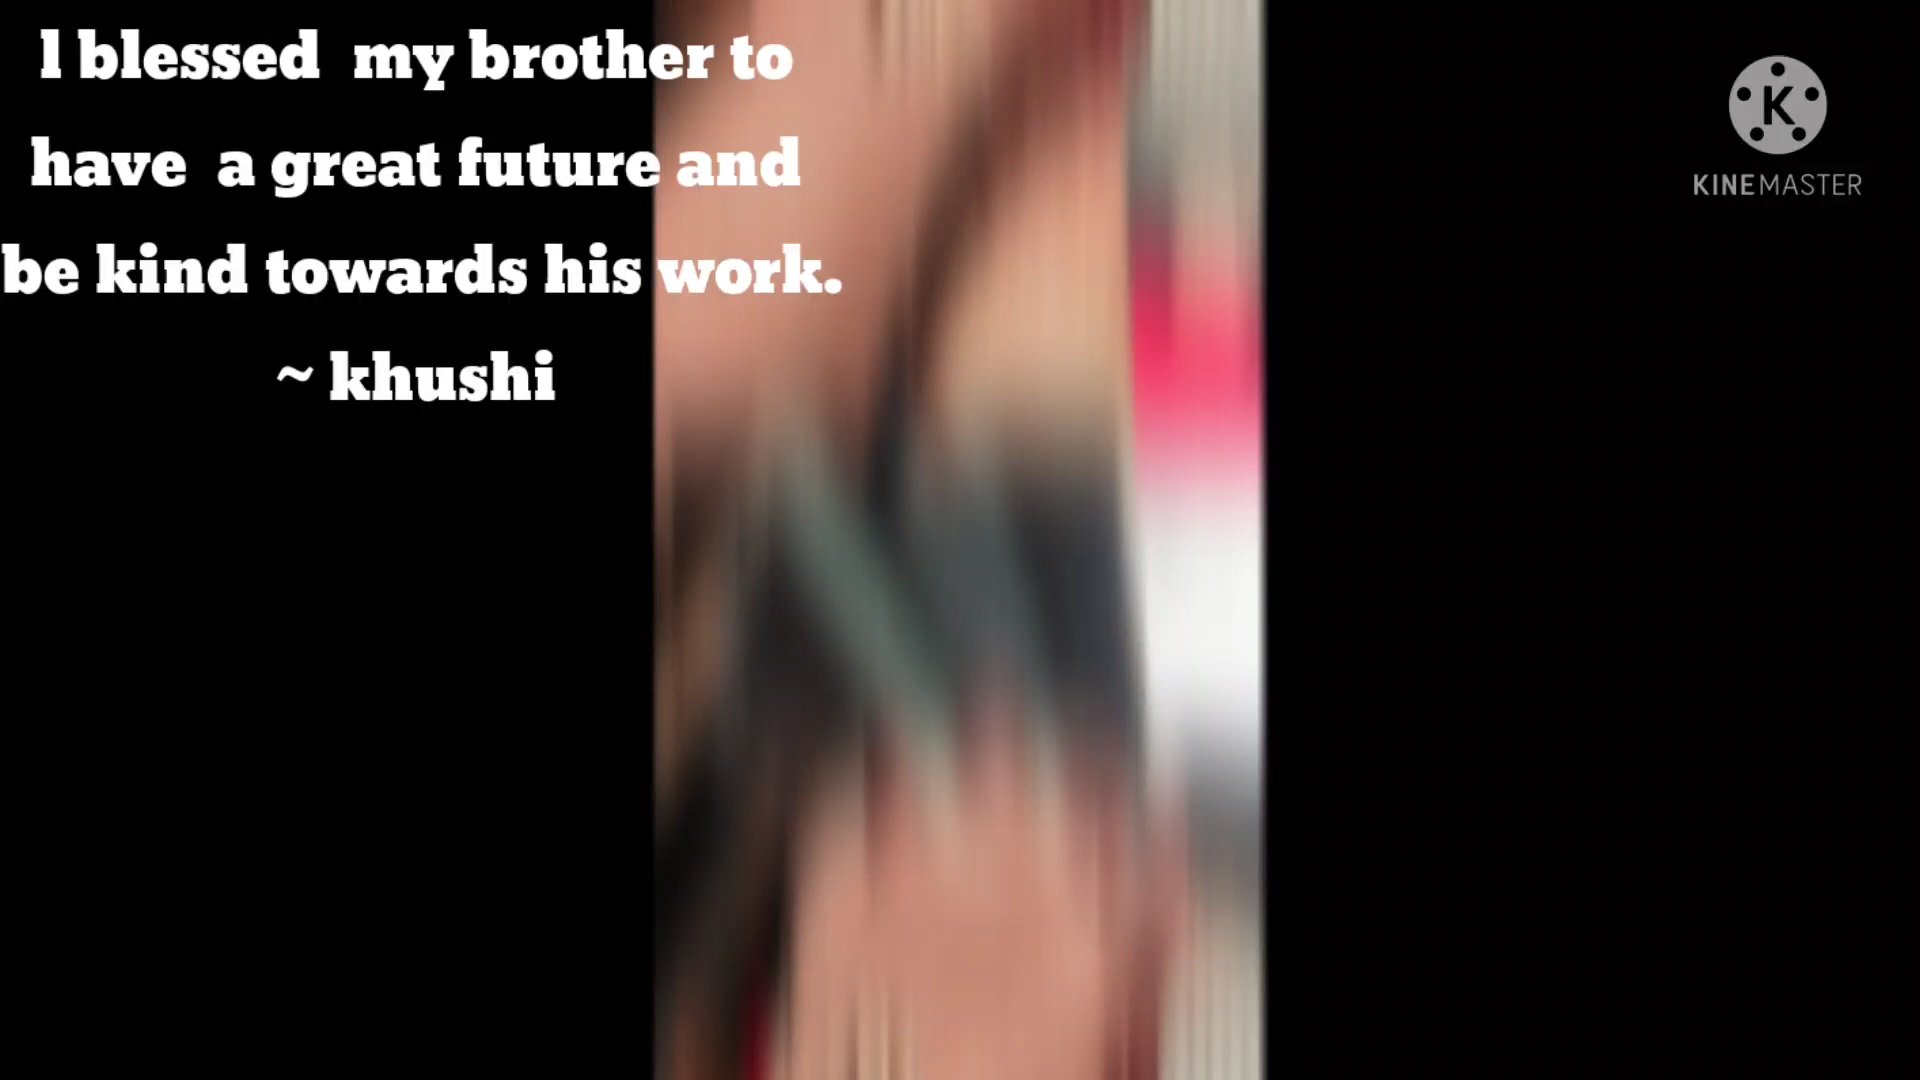 I blessed my brother to
have a great future and
be kind towards his work.
~ khushi
KINEMASTER